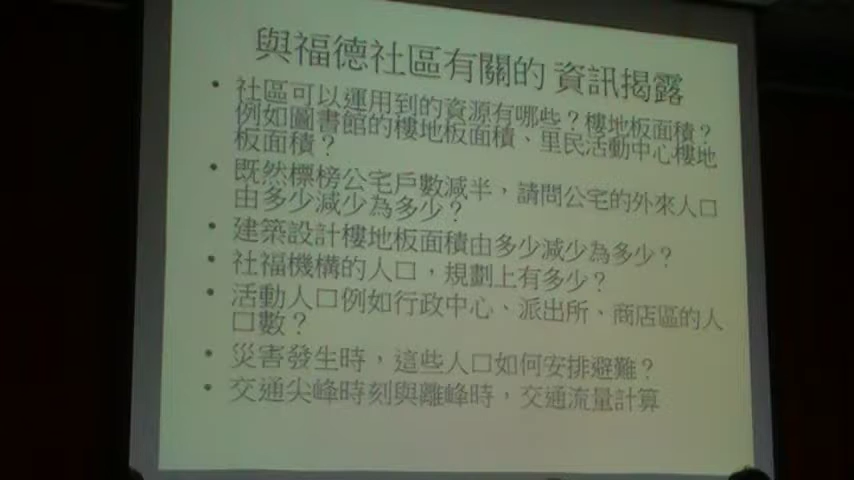 與福德社區有關的 資訊揭露
• 社區可以運用到的資源有哪些？樓地板面積？
例如圖書館的樓地板面積、里民活動中心樓地
板面積？
• 既然標榜公宅戶數減半，請問公宅的外來人口
由多少減少為多少？
• 建築設計樓地板面積由多少減少為多少？
• 社福機構的人口，規劃上有多少？
• 活動人口例如行政中心、派出所、商店區的人
口數？
• 災害發生時，這些人口如何安排避難？
• 交通尖峰時刻與離峰時，交通流量計算